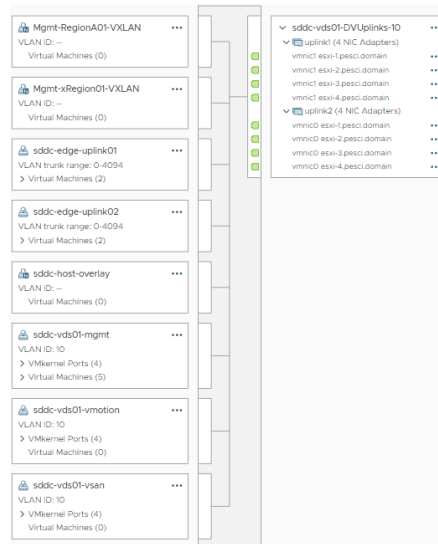 Mgmt-RegionA01-VXLAN
VLAN ID: --
Virtual Machines (0)
Mgmt-xRegion01-VXLAN
VLAN ID: --
Virtual Machines (0)
sddc-edge-uplink01
VLAN trunk range: 0-4094
Virtual Machines (2)
sddc-edge-uplink02
VLAN trunk range: 0-4094
Virtual Machines (2)
sddc-host-overlay
VLAN ID: --
Virtual Machines (0)
sddc-vds01-mgmt
VLAN ID: 10
VMkernel Ports (4)
Virtual Machines (5)
sddc-vds01-vmotion
VLAN ID: 10
VMkernel Ports (4)
Virtual Machines (0)
sddc-vds01-vsan
VLAN ID: 10
VMkernel Ports (4)
Virtual Machines (0)
sddc-vds01-DVUplinks-10
uplink1 (4 NIC Adapters)
vmnic1 esxi-1.pesci.domain
vmnic1 esxi-2.pesci.domain
vmnic1 esxi-3.pesci.domain
vmnic1 esxi-4.pesci.domain
uplink2 (4 NIC Adapters)
vmnic0 esxi-1.pesci.domain
vmnic0 esxi-2.pesci.domain
vmnic0 esxi-3.pesci.domain
vmnic0 esxi-4.pesci.domain